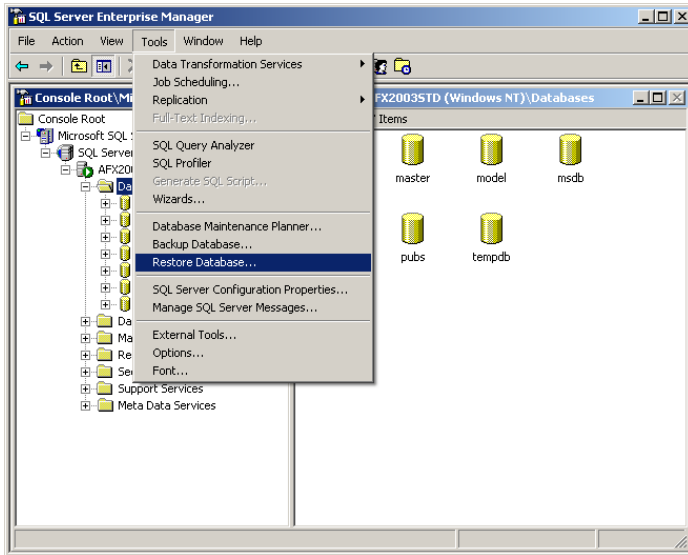 SQL Server Enterprise Manager
File Action View Tools Window Help
Console Root\Mi
FX2003STD (Windows NT)\Databases
Console Root
Items
Microsoft SQL
SQL Server
AFX200
Da
Da
Ma
Re
Se
Support Services
Meta Data Services
Data Transformation Services
Job Scheduling...
Replication
Full-Text Indexing...
SQL Query Analyzer
SQL Profiler
Generate SQL Script...
Wizards...
Database Maintenance Planner...
Backup Database...
Restore Database...
SQL Server Configuration Properties...
Manage SQL Server Messages...
External Tools...
Options...
Font...
master model msdb
pubs tempdb